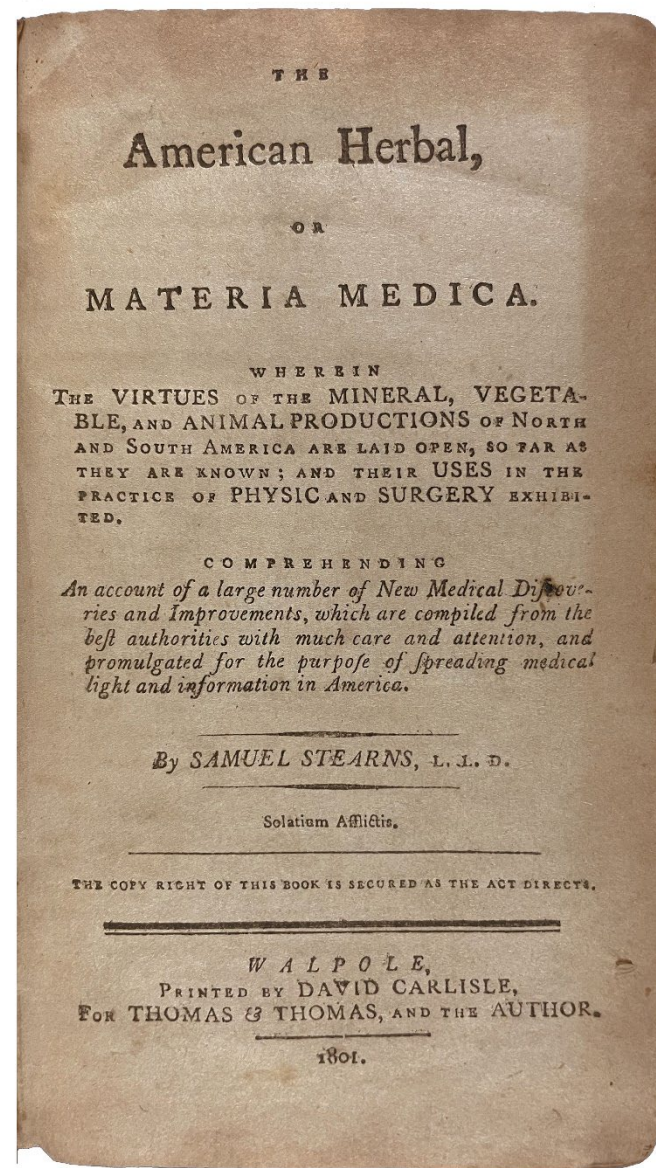 THE
American Herbal,
OR
MATERIA MEDICA.
WHEREIN
THE VIRTUES OF THE MINERAL, VEGETA-
BLE, AND ANIMAL PRODUCTIONS OF NORTH
AND SOUTH AMERICA ARE LAID OPEN, SO FAR AS
THEY ARE KNOWN; AND THEIR USES IN THE
PRACTICE OF PHYSIC AND SURGERY EXHIBI-
TED.
COMPREHENDING
An account of a large number of New Medical Diſcove-
ries and Improvements, which are compiled from the
beſt authorities with much care and attention, and
promulgated for the purpoſe of ſpreading medical
light and information in America.
By SAMUEL STEARNS, L. L. D.
Solatium Afflictis.
THE COPY RIGHT OF THIS BOOK IS SECURED AS THE ACT DIRECTS.
WALPOLE,
PRINTED BY DAVID CARLISLE,
FOR THOMAS & THOMAS, AND THE AUTHOR.
1801.